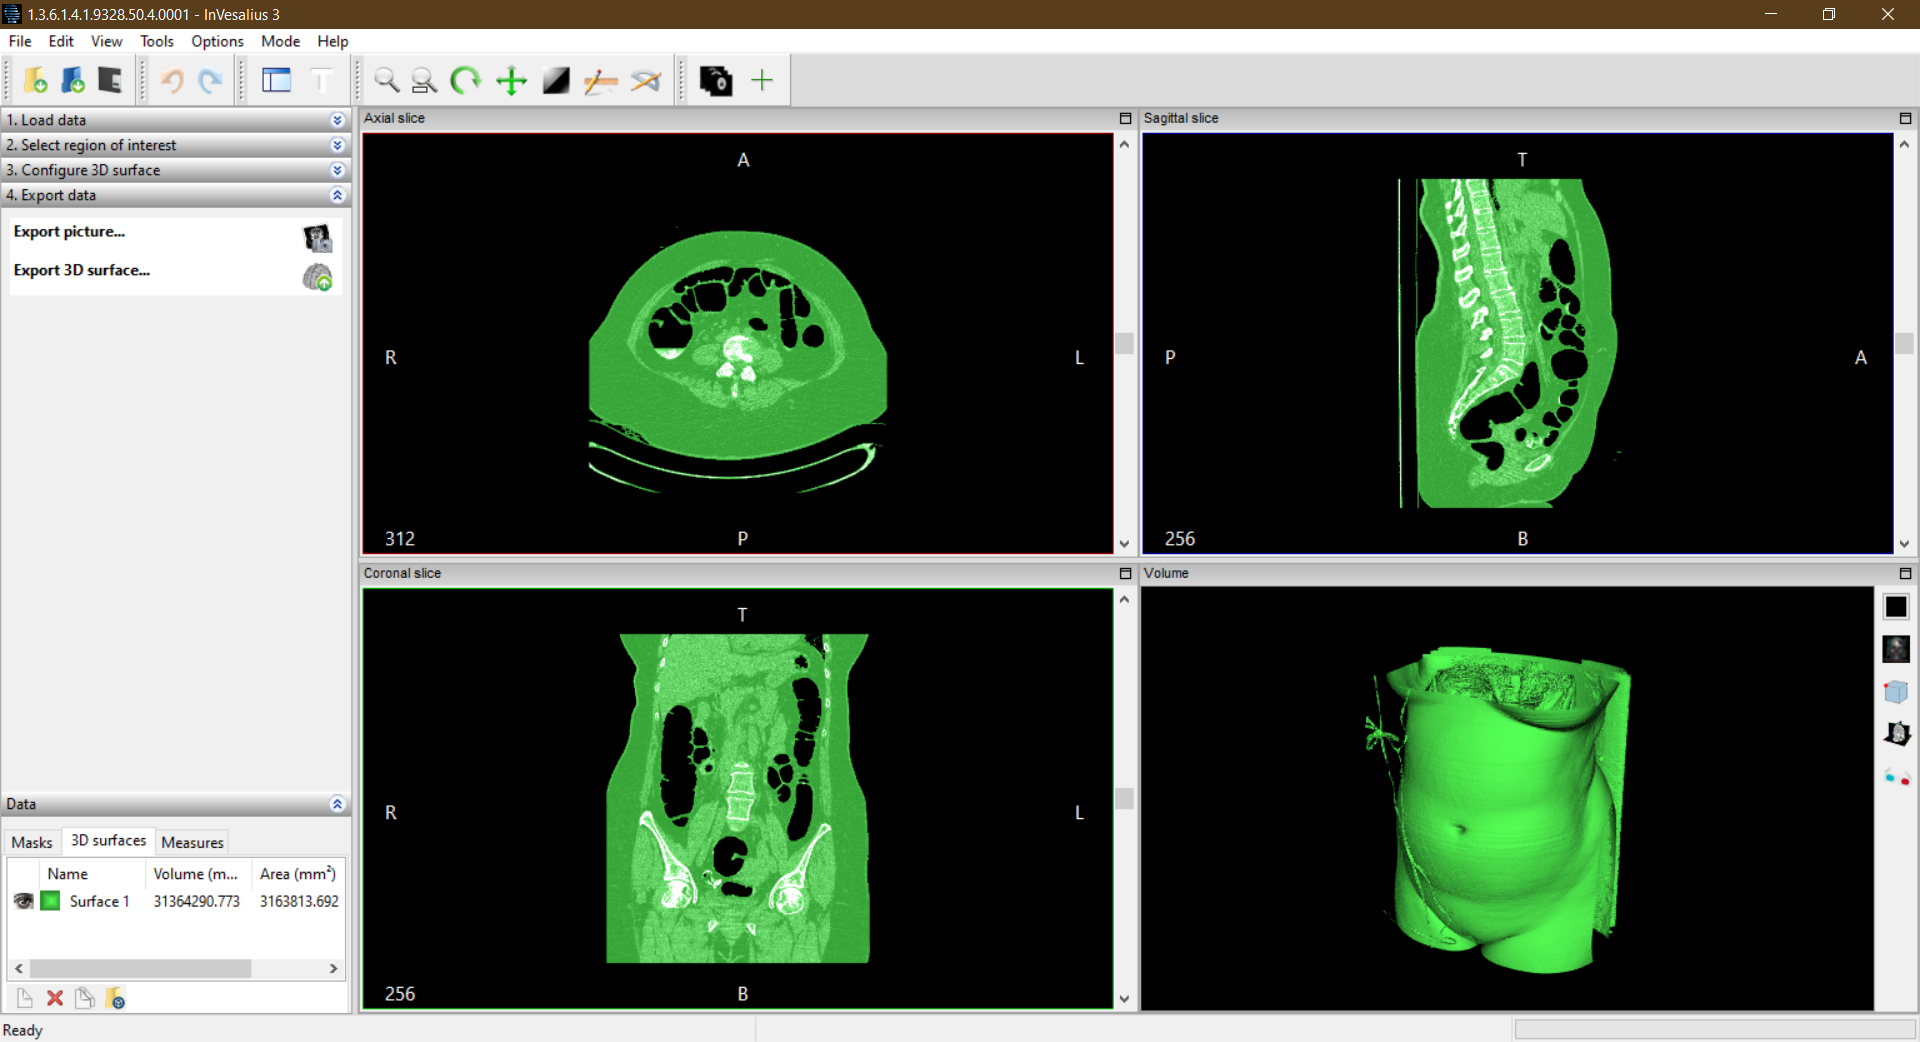 1.3.6.1.4.1.9328.50.4.0001 - InVesalius 3
File Edit View Tools Options Mode Help
T
1. Load data
2. Select region of interest
3. Configure 3D surface
4. Export data
Export picture...
Export 3D surface...
Axial slice
A
R
L
312
P
Sagittal slice
T
P
A
256
B
Coronal slice
T
R
L
256
B
Volume
Data
Masks 3D surfaces Measures
Name Volume (m... Area (mm²)
Surface 1 31364290.773 3163813.692
Ready